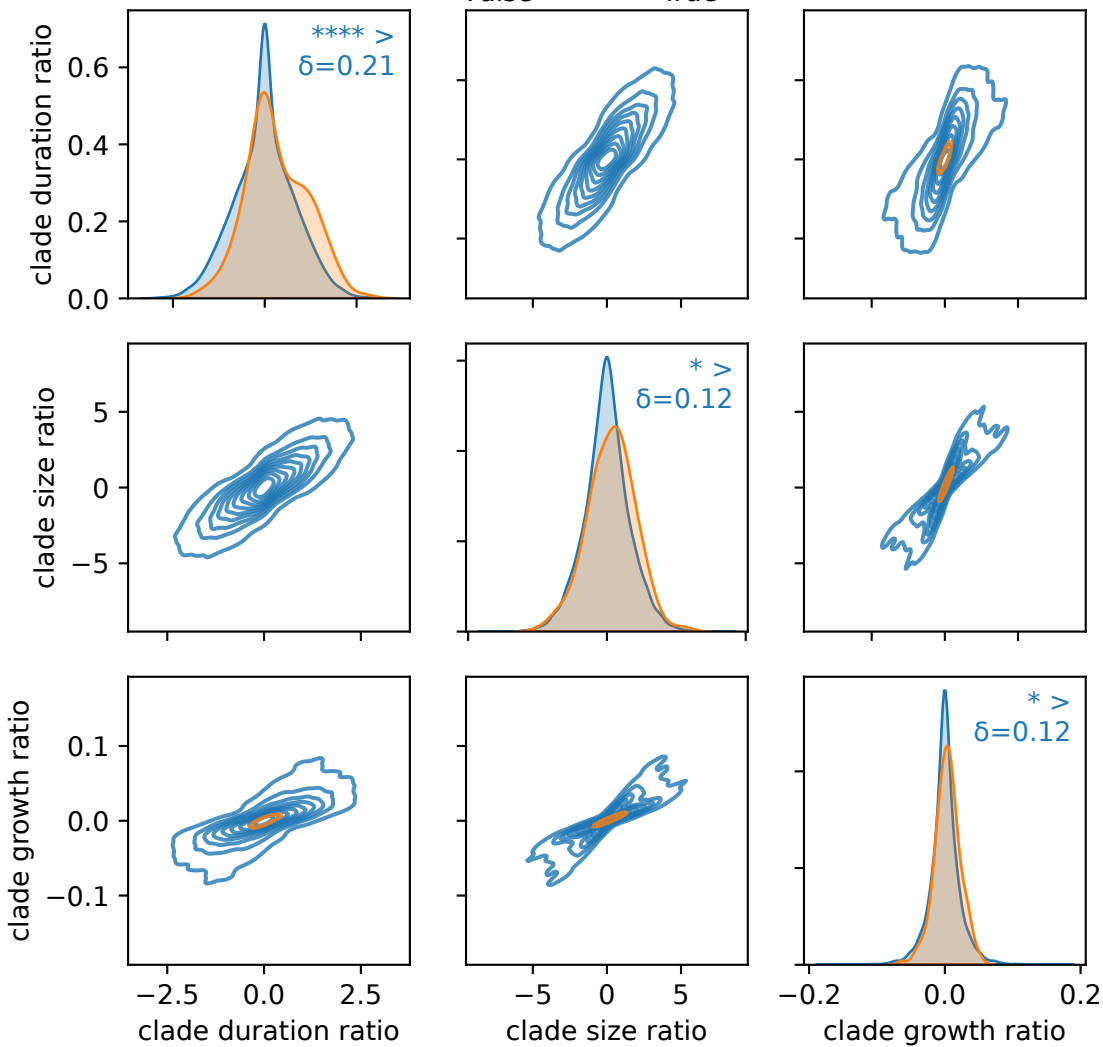 clade duration ratio
0.6
0.4
0.2
0.0
**** >
δ=0.21
clade size ratio
5
0
−5
* >
δ=0.12
clade growth ratio
0.1
0.0
−0.1
* >
δ=0.12
−2.5 0.0 2.5
−5 0 5
−0.2 0.0 0.2
clade duration ratio
clade size ratio
clade growth ratio